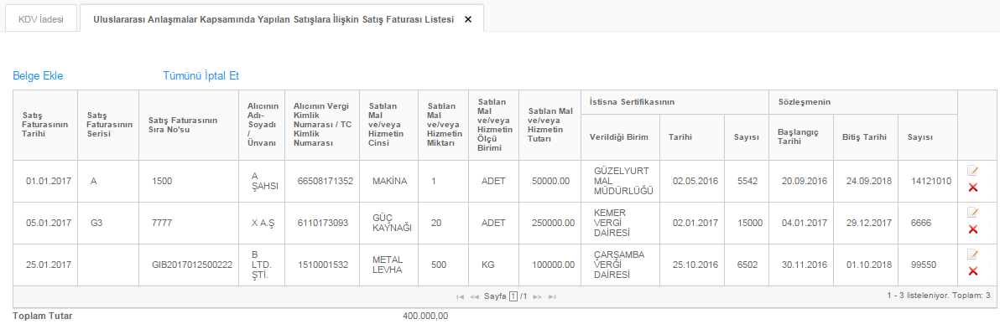 KDV İadesi
Uluslararası Anlaşmalar Kapsamında Yapılan Satışlara İlişkin Satış Faturası Listesi ×
Belge Ekle
Tümünü İptal Et
Satış
Faturasının
Tarihi
Satış
Faturasının
Serisi
Satış Faturasının
Sıra No'su
Alıcının
Adı-
Soyadı
/
Ünvanı
Alıcının Vergi
Kimlik
Numarası / TC
Kimlik
Numarası
Satılan
Mal
ve/veya
Hizmetin
Cinsi
Satılan
Mal
ve/veya
Hizmetin
Miktarı
Satılan
Mal
ve/veya
Hizmetin
Ölçü
Birimi
Satılan Mal
ve/veya
Hizmetin
Tutarı
İstisna Sertifikasının
Verildiği Birim
Tarihi
Sayısı
Sözleşmenin
Başlangıç
Tarihi
Bitiş Tarihi
Sayısı
01.01.2017
A
1500
A
ŞAHSI
66508171352
MAKİNA
1
ADET
50000.00
GÜZELYURT
MAL
MÜDÜRLÜĞÜ
02.05.2016
5542
20.09.2016
24.09.2018
14121010
05.01.2017
G3
7777
X A.Ş
6110173093
GÜÇ
KAYNAĞI
20
ADET
250000.00
KEMER
VERGİ
DAİRESİ
02.01.2017
15000
04.01.2017
29.12.2017
6666
25.01.2017
GIB2017012500222
B
LTD.
ŞTİ.
1510001532
METAL
LEVHA
500
KG
100000.00
ÇARŞAMBA
VERGİ
DAİRESİ
25.10.2016
6502
30.11.2016
01.10.2018
99550
Sayfa 1 /1
1 - 3 listeleniyor. Toplam: 3
Toplam Tutar
400.000,00